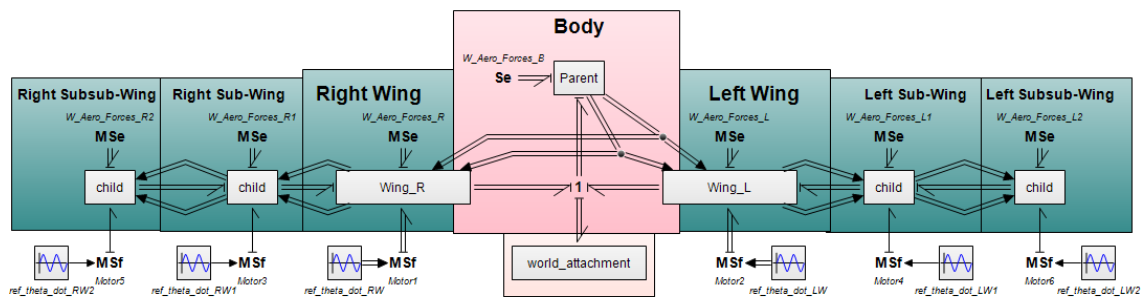 Body
W_Aero_Forces_B
Se
Parent
Right Subsub-Wing
Right Sub-Wing
Right Wing
Left Wing
Left Sub-Wing
Left Subsub-Wing
W_Aero_Forces_R2
W_Aero_Forces_R1
W_Aero_Forces_R
W_Aero_Forces_L
W_Aero_Forces_L1
W_Aero_Forces_L2
MSe
MSe
MSe
MSe
MSe
MSe
child
child
Wing_R
1
Wing_L
child
child
MSf
MSf
MSf
world_attachment
MSf
MSf
MSf
Motor5
Motor3
Motor1
Motor2
Motor4
Motor6
ref_theta_dot_RW2
ref_theta_dot_RW1
ref_theta_dot_RW
ref_theta_dot_LW
ref_theta_dot_LW1
ref_theta_dot_LW2